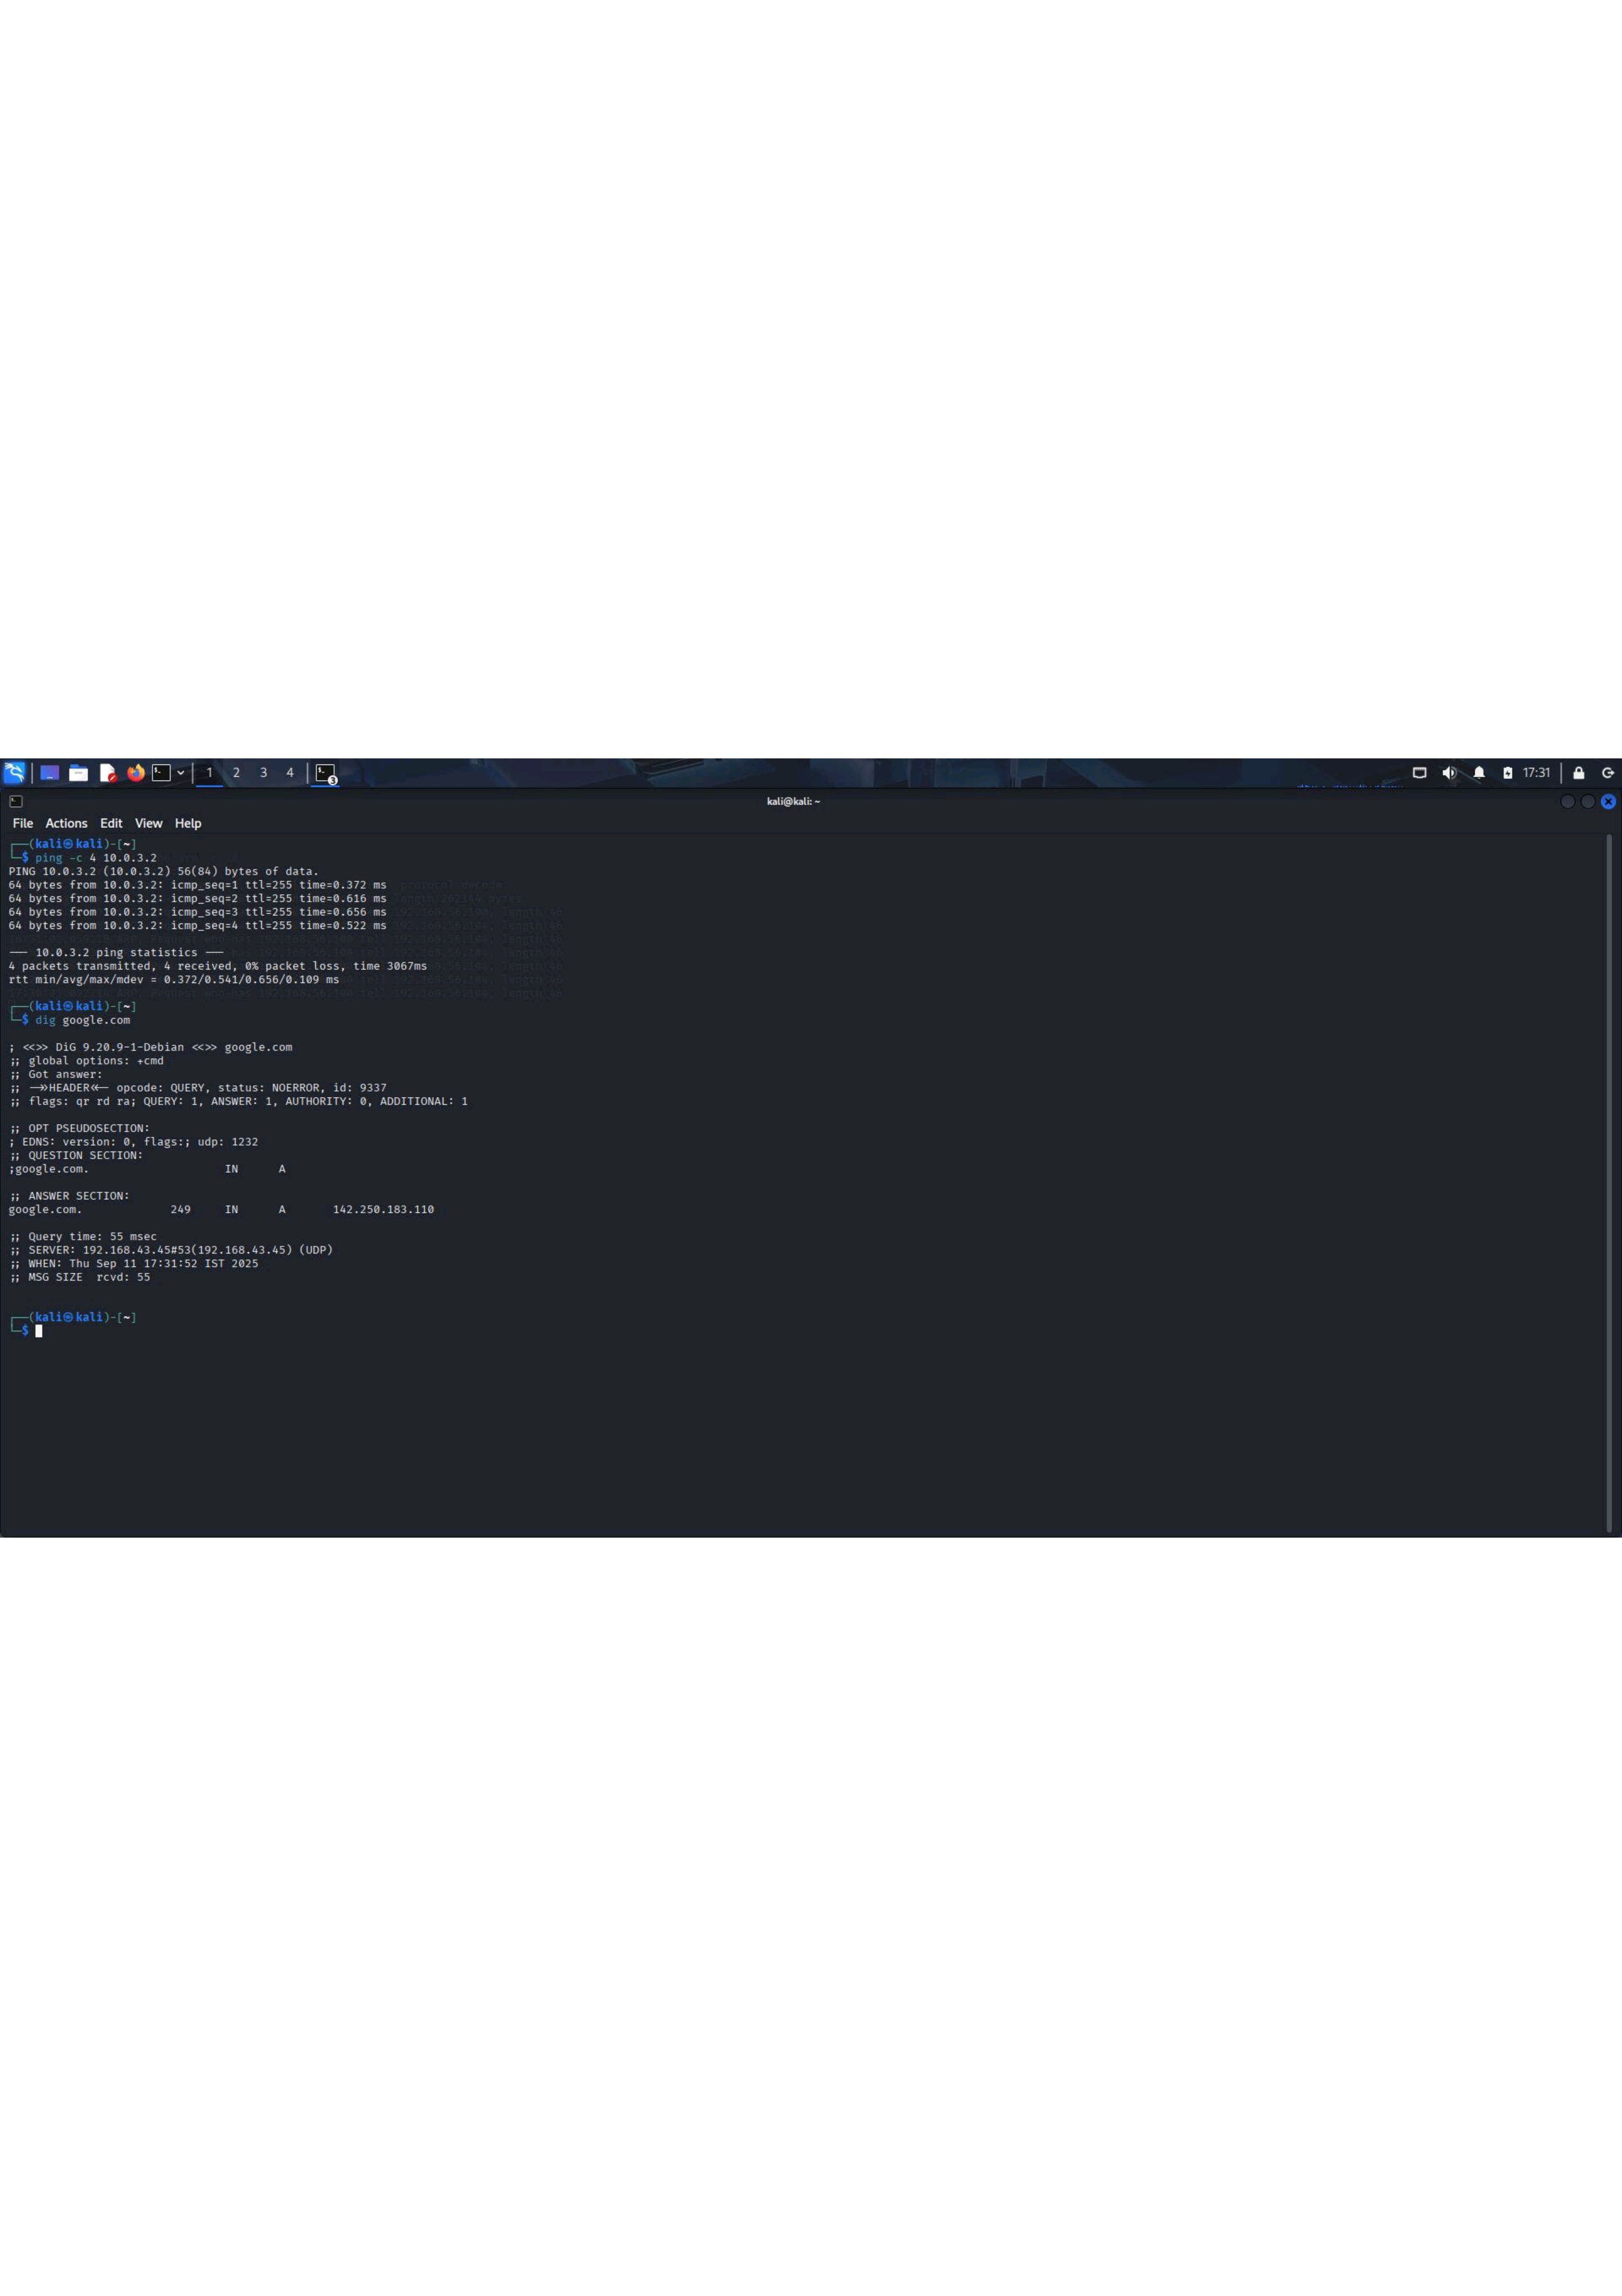 1 2 3 4 3 17:31
kali@kali: ~
File Actions Edit View Help
┌──(kali㉿kali)-[~]
└─$ ping -c 4 10.0.3.2
PING 10.0.3.2 (10.0.3.2) 56(84) bytes of data.
64 bytes from 10.0.3.2: icmp_seq=1 ttl=255 time=0.372 ms
64 bytes from 10.0.3.2: icmp_seq=2 ttl=255 time=0.616 ms
64 bytes from 10.0.3.2: icmp_seq=3 ttl=255 time=0.656 ms
64 bytes from 10.0.3.2: icmp_seq=4 ttl=255 time=0.522 ms
--- 10.0.3.2 ping statistics ---
4 packets transmitted, 4 received, 0% packet loss, time 3067ms
rtt min/avg/max/mdev = 0.372/0.541/0.656/0.109 ms
┌──(kali㉿kali)-[~]
└─$ dig google.com
; <<>> DiG 9.20.9-1-Debian <<>> google.com
;; global options: +cmd
;; Got answer:
;; ->>HEADER<<- opcode: QUERY, status: NOERROR, id: 9337
;; flags: qr rd ra; QUERY: 1, ANSWER: 1, AUTHORITY: 0, ADDITIONAL: 1
;; OPT PSEUDOSECTION:
; EDNS: version: 0, flags:; udp: 1232
;; QUESTION SECTION:
;google.com. IN A
;; ANSWER SECTION:
google.com. 249 IN A 142.250.183.110
;; Query time: 55 msec
;; SERVER: 192.168.43.45#53(192.168.43.45) (UDP)
;; WHEN: Thu Sep 11 17:31:52 IST 2025
;; MSG SIZE rcvd: 55
┌──(kali㉿kali)-[~]
└─$